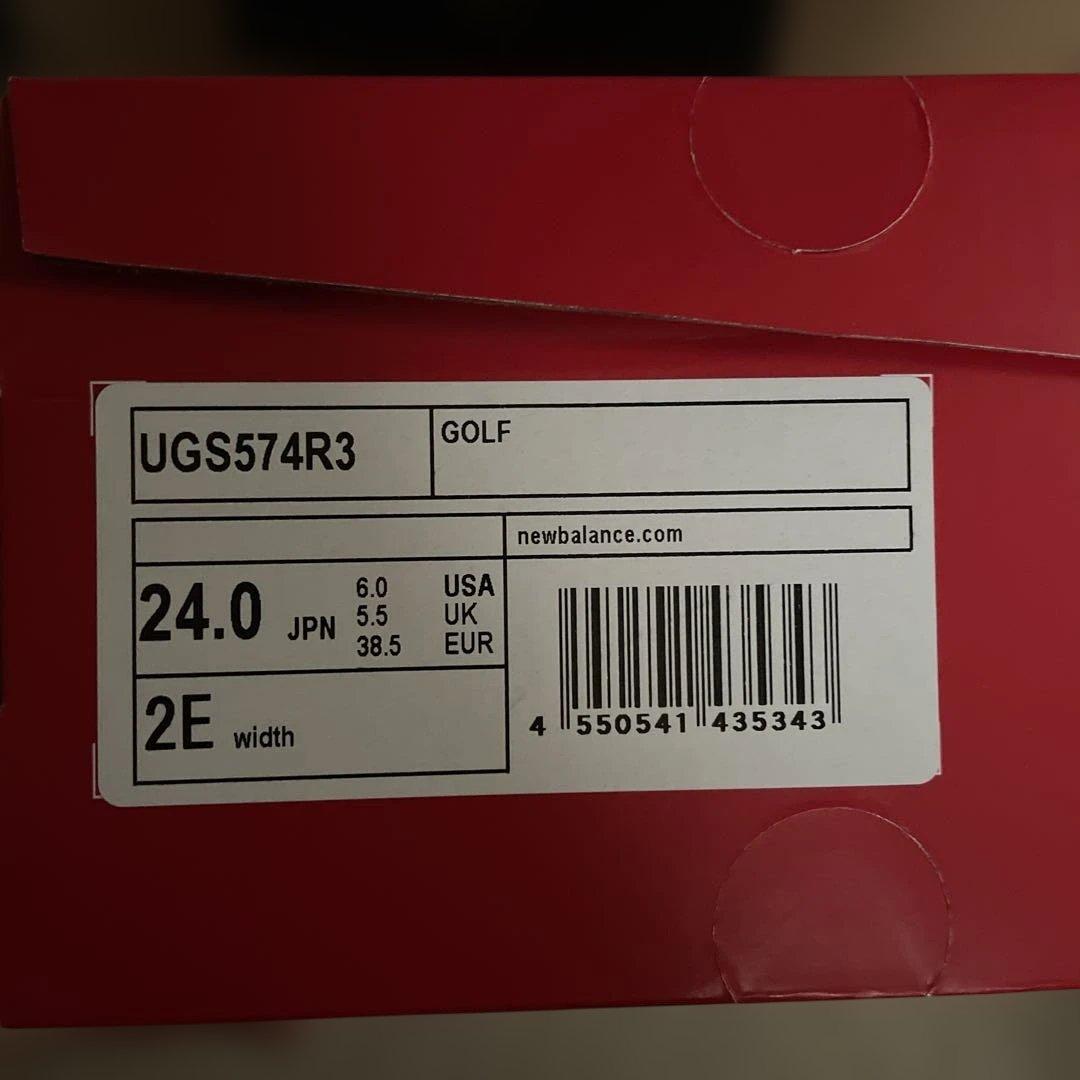 UGS574R3
GOLF
newbalance.com
24.0 JPN
6.0 USA
5.5 UK
38.5 EUR
2E width
4 550541 435343